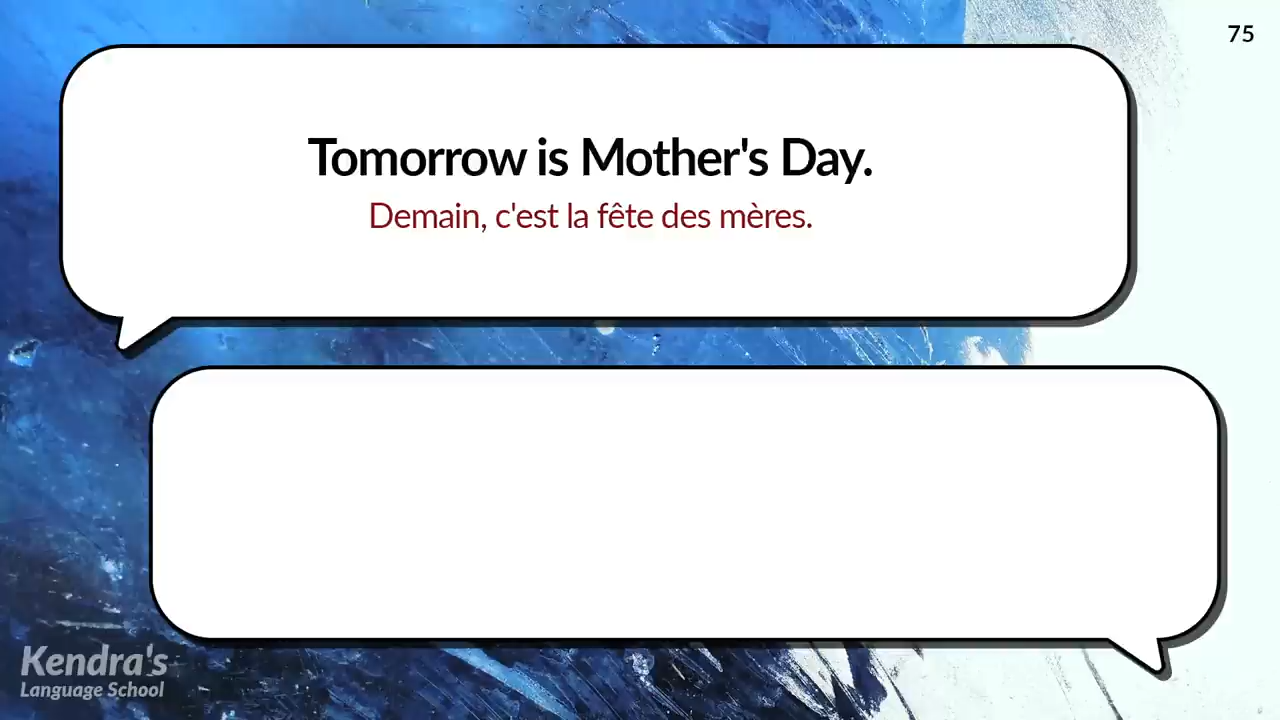 75
Tomorrow is Mother's Day.
Demain, c'est la fête des mères.
Kendra's
Language School